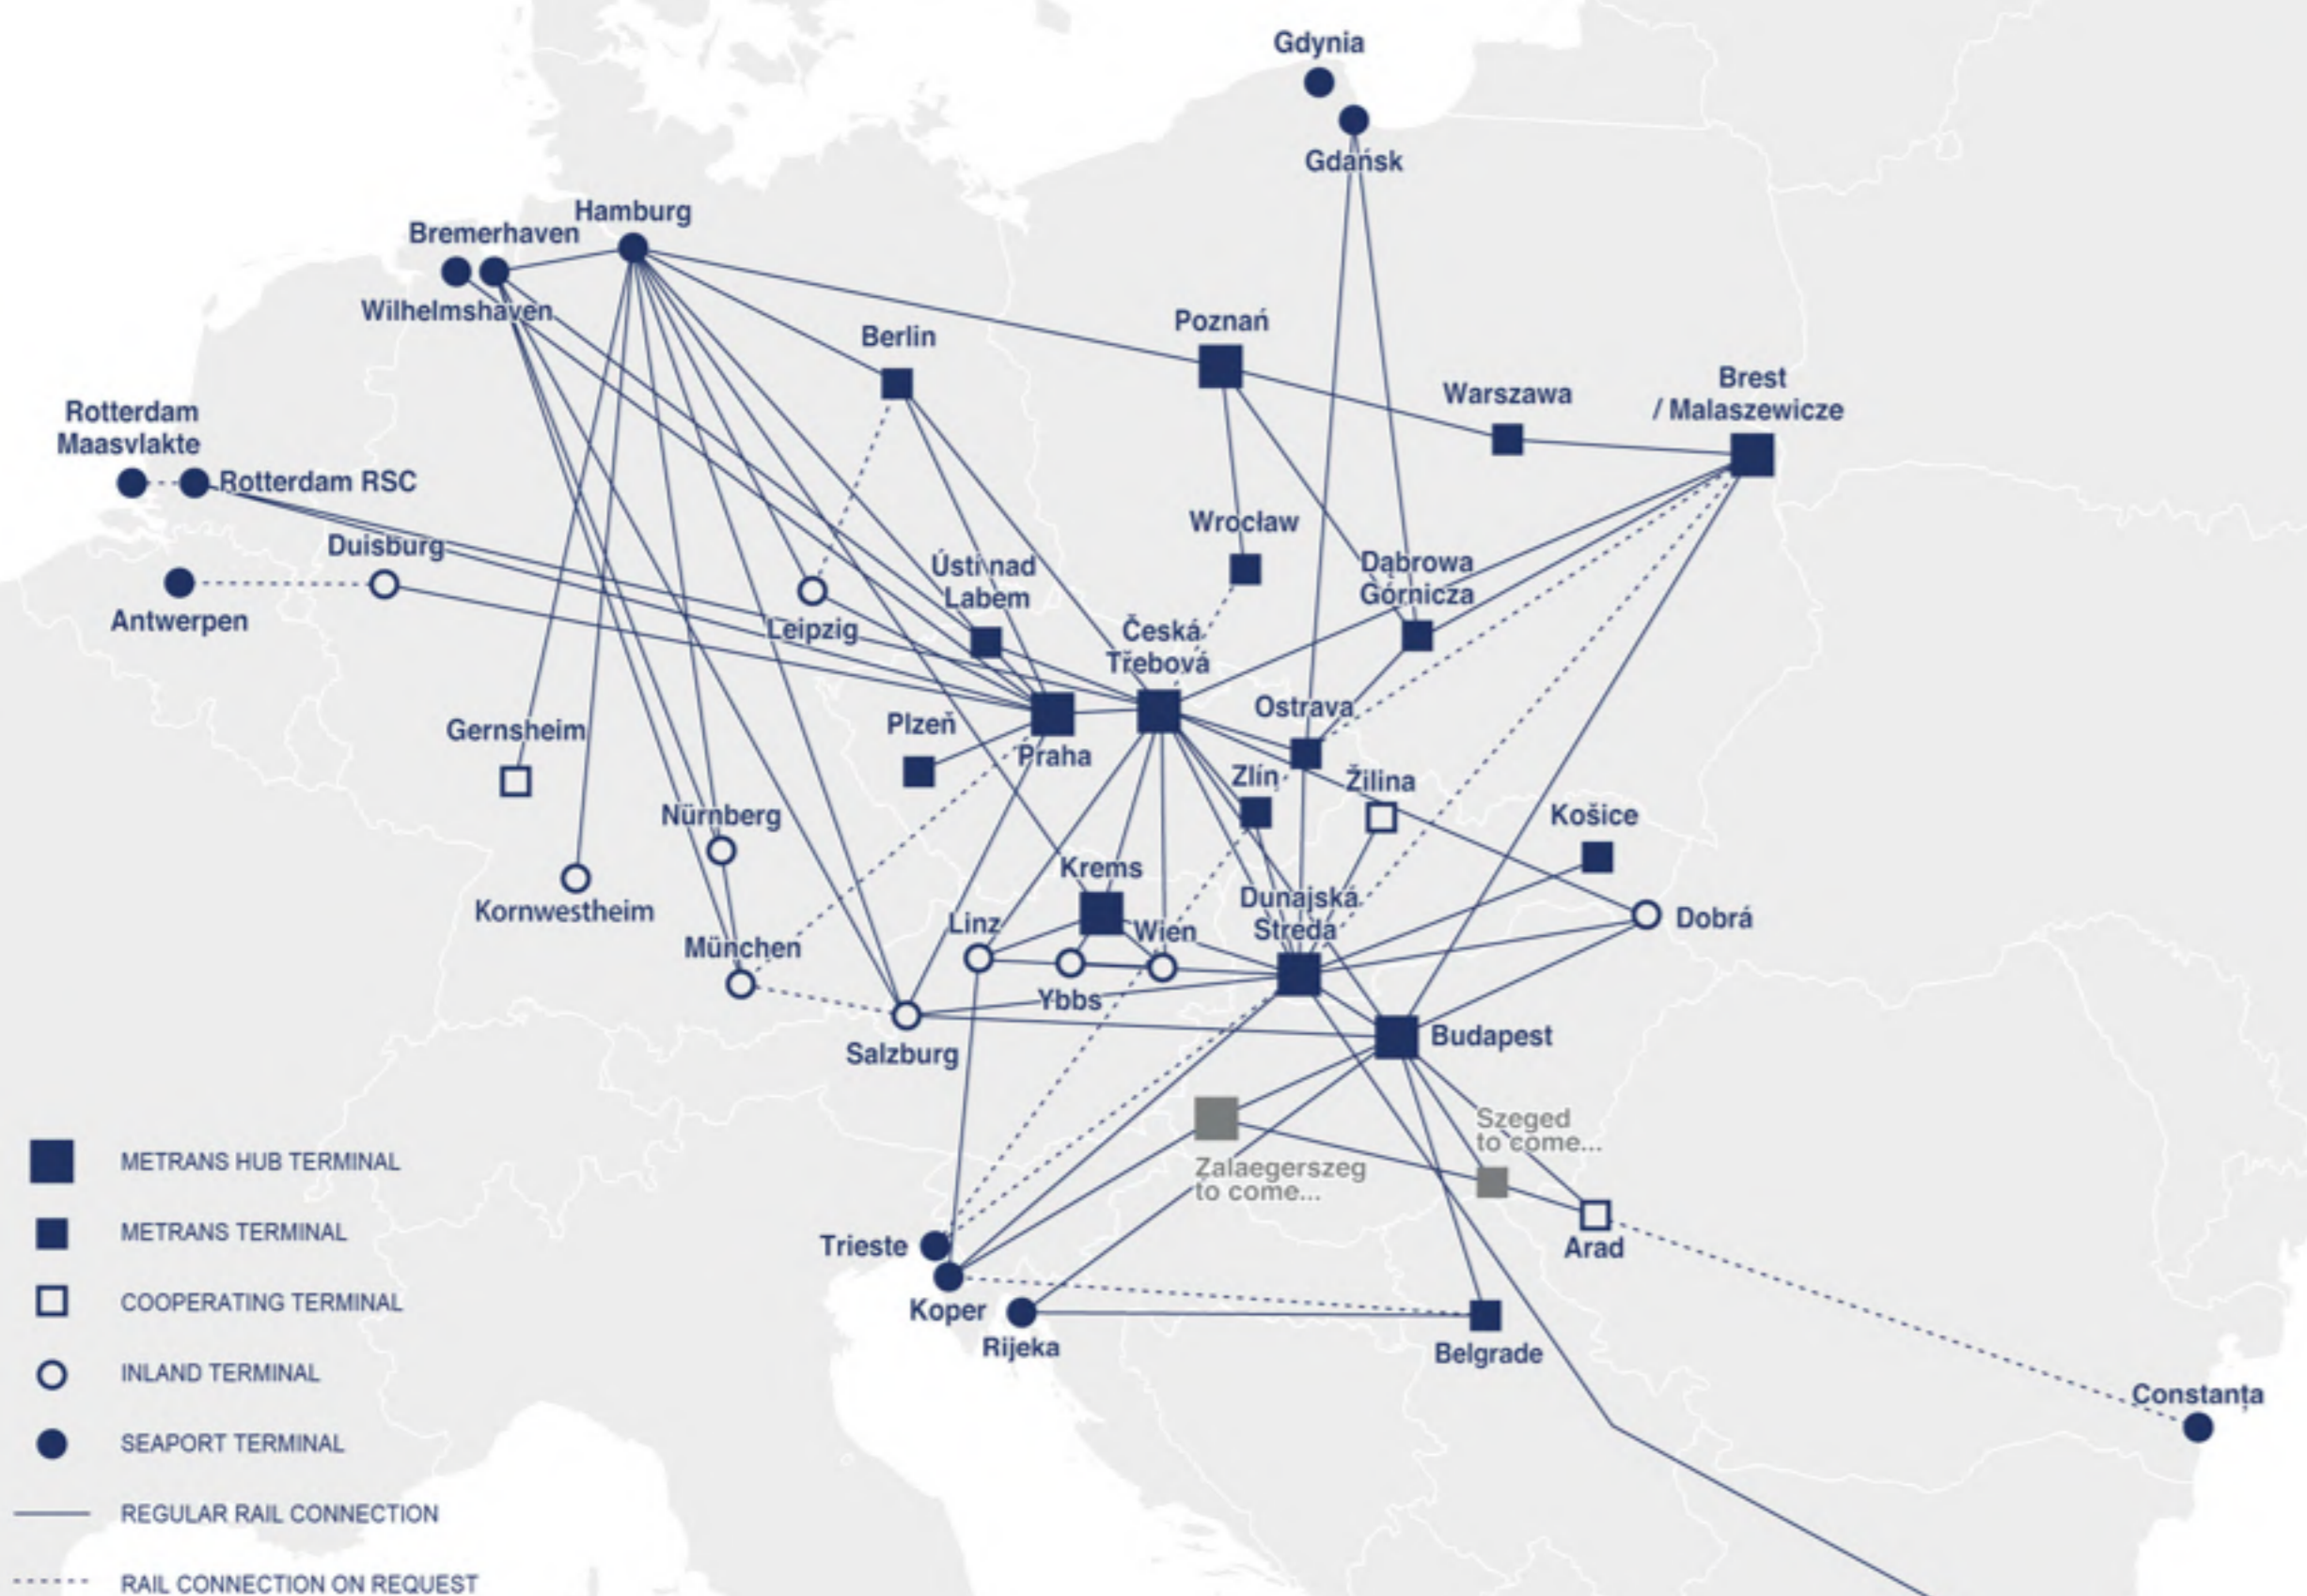 Gdynia
Gdańsk
Hamburg
Bremerhaven
Wilhelmshaven
Berlin
Poznań
Warszawa
Brest
/ Malaszewicze
Rotterdam
Maasvlakte
Rotterdam RSC
Duisburg
Antwerpen
Wrocław
Dąbrowa
Górnicza
Ústí nad
Labem
Leipzig
Česká
Třebová
Ostrava
Plzeň
Praha
Gernsheim
Zlín
Žilina
Nürnberg
Košice
Krems
Kornwestheim
Dunajská
Streda
Linz
Wien
Dobrá
München
Ybbs
Salzburg
Budapest
Szeged
to come...
Zalaegerszeg
to come...
Trieste
Arad
Koper
Rijeka
Belgrade
Constanța
METRANS HUB TERMINAL
METRANS TERMINAL
COOPERATING TERMINAL
INLAND TERMINAL
SEAPORT TERMINAL
REGULAR RAIL CONNECTION
RAIL CONNECTION ON REQUEST